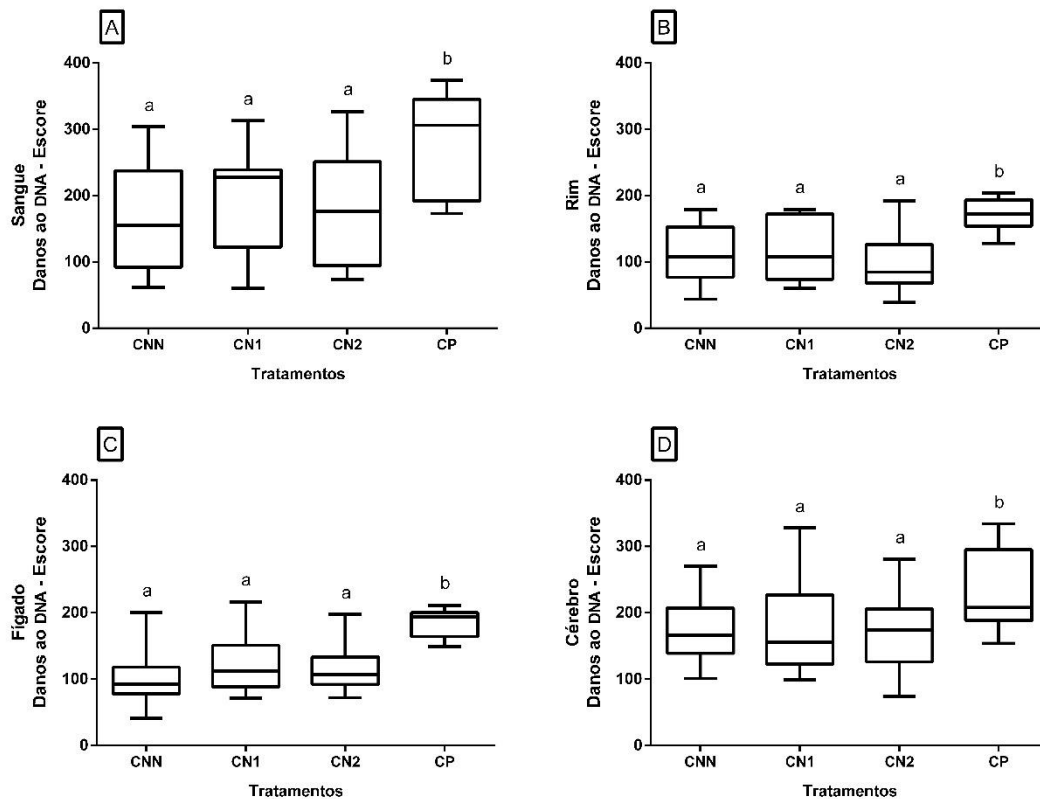 A
Sangue
Danos ao DNA - Escore
400
300
200
100
0
a
a
a
b
CNN
CN1
CN2
CP
Tratamentos
B
Rim
Danos ao DNA - Escore
400
300
200
100
0
a
a
a
b
CNN
CN1
CN2
CP
Tratamentos
C
Fígado
Danos ao DNA - Escore
400
300
200
100
0
a
a
a
b
CNN
CN1
CN2
CP
Tratamentos
D
Cérebro
Danos ao DNA - Escore
400
300
200
100
0
a
a
a
b
CNN
CN1
CN2
CP
Tratamentos